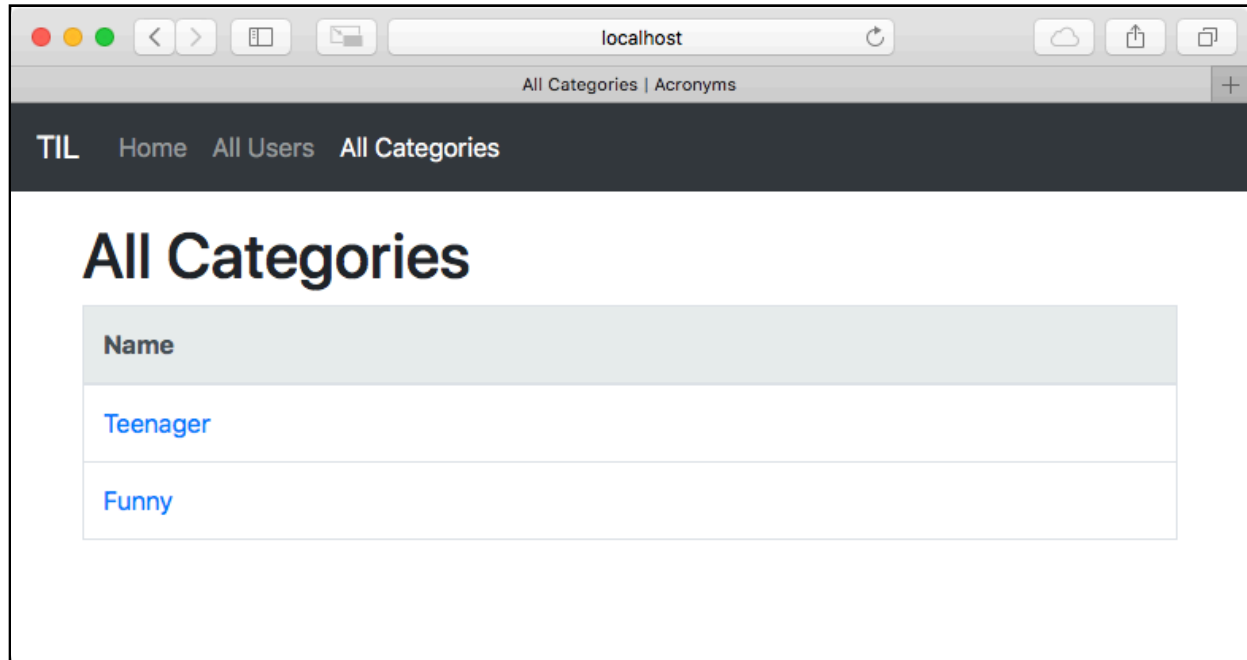 localhost
All Categories | Acronyms
TIL Home All Users All Categories
All Categories
Name
Teenager
Funny